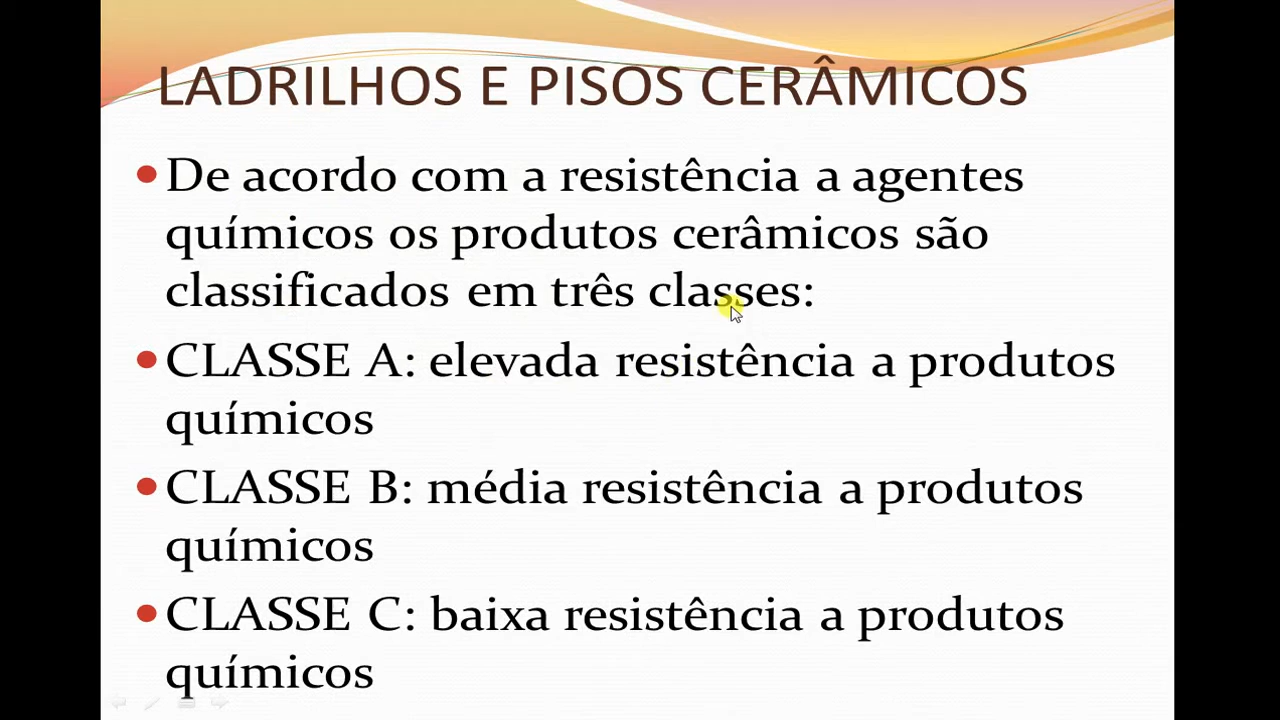 LADRILHOS E PISOS CERÂMICOS
• De acordo com a resistência a agentes
químicos os produtos cerâmicos são
classificados em três classes:
• CLASSE A: elevada resistência a produtos
químicos
• CLASSE B: média resistência a produtos
químicos
• CLASSE C: baixa resistência a produtos
químicos